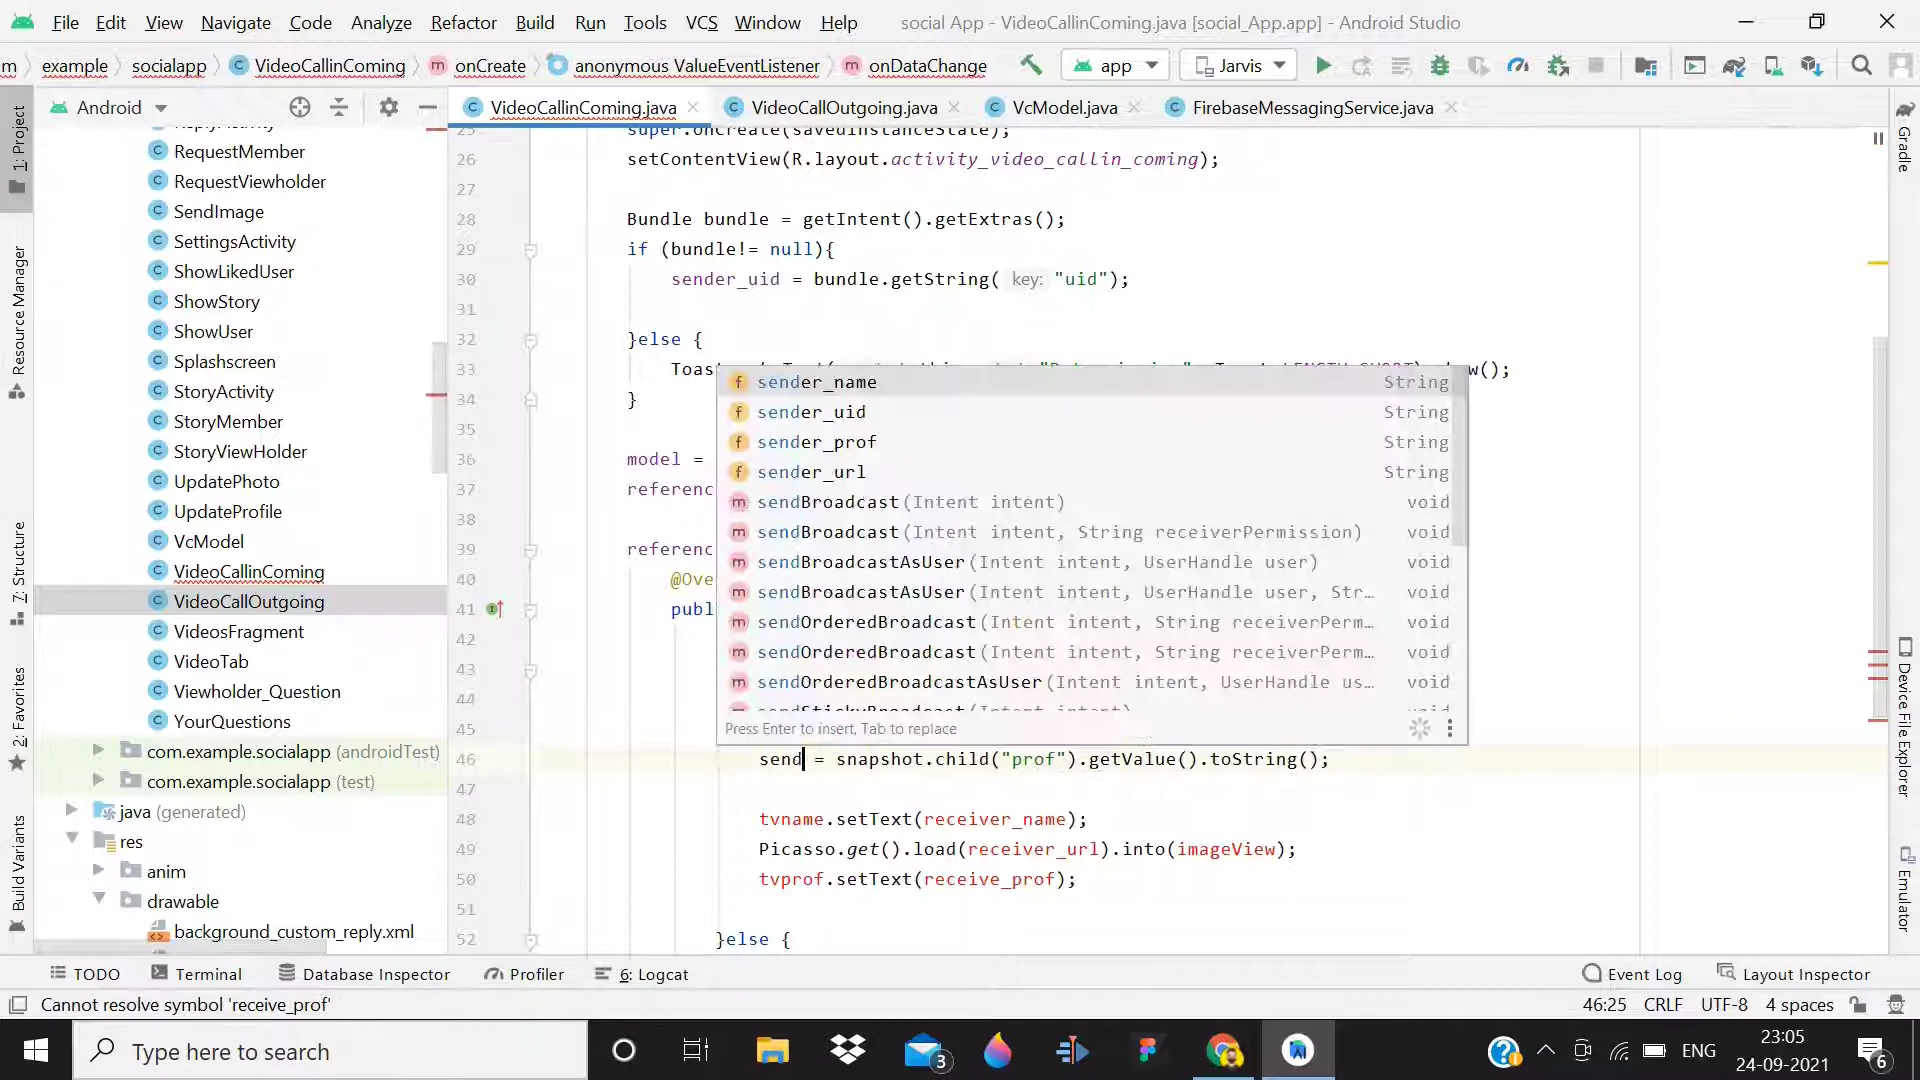 File Edit View Navigate Code Analyze Refactor Build Run Tools VCS Window Help social App - VideoCallinComing.java [social_App.app] - Android Studio
m example socialapp VideoCallinComing onCreate anonymous ValueEventListener onDataChange app Jarvis
Android VideoCallinComing.java VideoCallOutgoing.java VcModel.java FirebaseMessagingService.java
1: Project
Resource Manager
7: Structure
2: Favorites
Build Variants
RequestMember
RequestViewholder
SendImage
SettingsActivity
ShowLikedUser
ShowStory
ShowUser
Splashscreen
StoryActivity
StoryMember
StoryViewHolder
UpdatePhoto
UpdateProfile
VcModel
VideoCallinComing
VideoCallOutgoing
VideosFragment
VideoTab
Viewholder_Question
YourQuestions
com.example.socialapp (androidTest)
com.example.socialapp (test)
java (generated)
res
anim
drawable
background_custom_reply.xml
25 super.onCreate(savedInstanceState);
26 setContentView(R.layout.activity_video_callin_coming);
27
28 Bundle bundle = getIntent().getExtras();
29 if (bundle!= null){
30 sender_uid = bundle.getString( key: "uid");
31
32 }else {
33 Toas w();
34 }
35
36 model =
37 referenc
38
39 referenc
40 @Ove
41 publ
42
43
44
45
46 send = snapshot.child("prof").getValue().toString();
47
48 tvname.setText(receiver_name);
49 Picasso.get().load(receiver_url).into(imageView);
50 tvprof.setText(receive_prof);
51
52 }else {
sender_name String
sender_uid String
sender_prof String
sender_url String
sendBroadcast(Intent intent) void
sendBroadcast(Intent intent, String receiverPermission) void
sendBroadcastAsUser(Intent intent, UserHandle user) void
sendBroadcastAsUser(Intent intent, UserHandle user, Str… void
sendOrderedBroadcast(Intent intent, String receiverPerm… void
sendOrderedBroadcast(Intent intent, String receiverPerm… void
sendOrderedBroadcastAsUser(Intent intent, UserHandle us… void
Press Enter to insert, Tab to replace
Gradle
Device File Explorer
Emulator
TODO Terminal Database Inspector Profiler 6: Logcat Event Log Layout Inspector
Cannot resolve symbol 'receive_prof' 46:25 CRLF UTF-8 4 spaces
Type here to search 3 ENG 23:05 6
24-09-2021